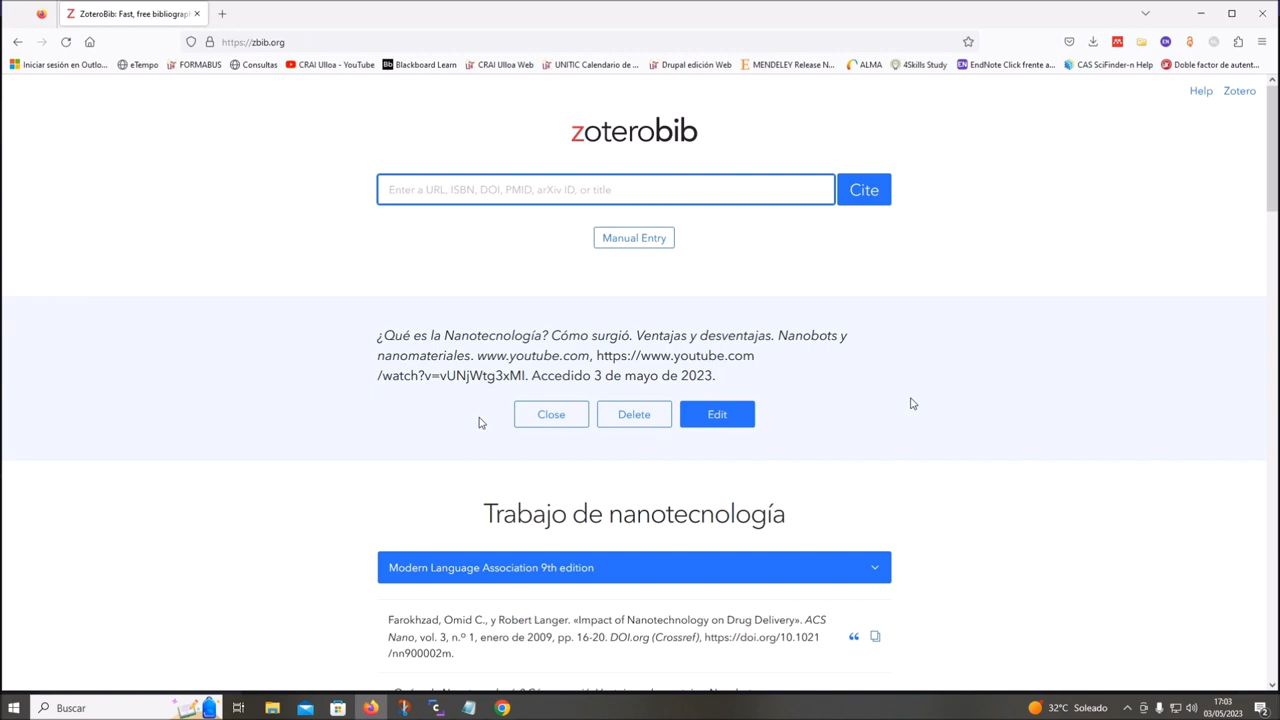 ZoteroBib: Fast, free bibliograph
https://zbib.org
Iniciar sesión en Outlo...
eTempo
FORMABUS
Consultas
CRAI Ulloa - YouTube
Blackboard Learn
CRAI Ulloa Web
UNITIC Calendario de ...
Drupal edición Web
MENDELEY Release N...
ALMA
4Skills Study
EndNote Click frente a...
CAS SciFinder-n Help
Doble factor de autent...
Help
Zotero
zoterobib
Enter a URL, ISBN, DOI, PMID, arXiv ID, or title
Cite
Manual Entry
¿Qué es la Nanotecnología? Cómo surgió. Ventajas y desventajas. Nanobots y
nanomateriales. www.youtube.com, https://www.youtube.com
/watch?v=vUNjWtg3xMI. Accedido 3 de mayo de 2023.
Close
Delete
Edit
Trabajo de nanotecnología
Modern Language Association 9th edition
Farokhzad, Omid C., y Robert Langer. «Impact of Nanotechnology on Drug Delivery». ACS
Nano, vol. 3, n.º 1, enero de 2009, pp. 16-20. DOI.org (Crossref), https://doi.org/10.1021
/nn900002m.
Buscar
32°C Soleado
17:03
03/05/2023